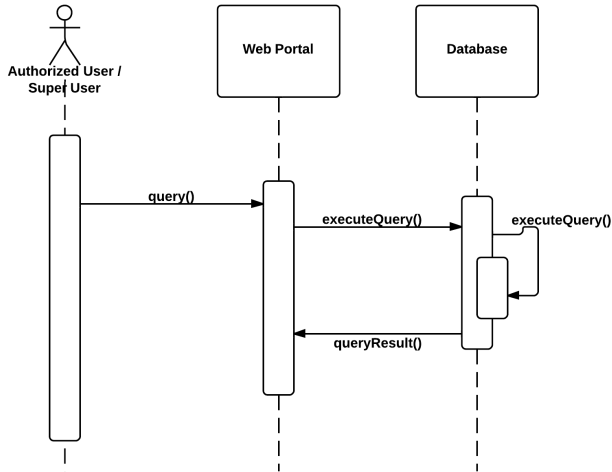 Authorized User /
Super User
Web Portal
Database
query()
executeQuery()
executeQuery()
queryResult()